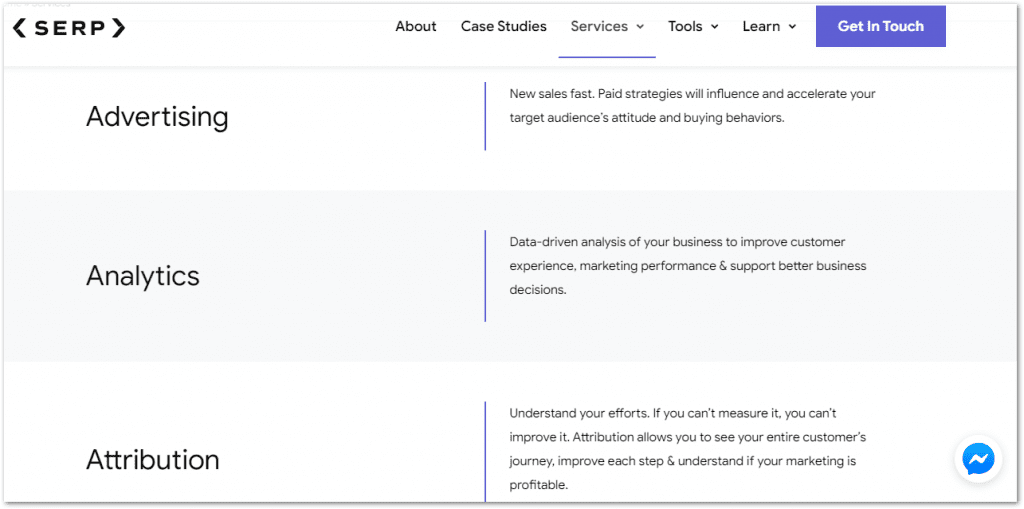 SERP
About Case Studies Services Tools Learn Get In Touch
Advertising
New sales fast. Paid strategies will influence and accelerate your
target audience's attitude and buying behaviors.
Analytics
Data-driven analysis of your business to improve customer
experience, marketing performance & support better business
decisions.
Attribution
Understand your efforts. If you can't measure it, you can't
improve it. Attribution allows you to see your entire customer's
journey, improve each step & understand if your marketing is
profitable.